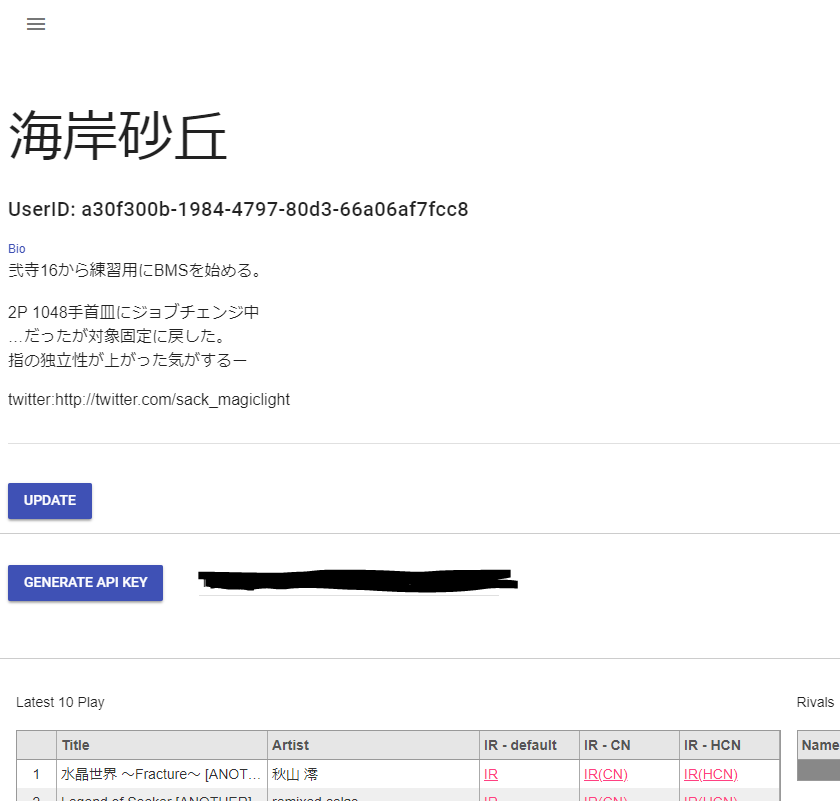 海岸砂丘
UserID: a30f300b-1984-4797-80d3-66a06af7fcc8
Bio
弐寺16から練習用にBMSを始める。
2P 1048手首皿にジョブチェンジ中
…だったが対象固定に戻した。
指の独立性が上がった気がするー
twitter:http://twitter.com/sack_magiclight
UPDATE
GENERATE API KEY
Latest 10 Play
Rivals
Title Artist IR - default IR - CN IR - HCN Name
1 水晶世界 ～Fracture～ [ANOT... 秋山 澪 IR IR(CN) IR(HCN)
2 Legend of Seeker [ANOTHER] IR IR(CN) IR(HCN)